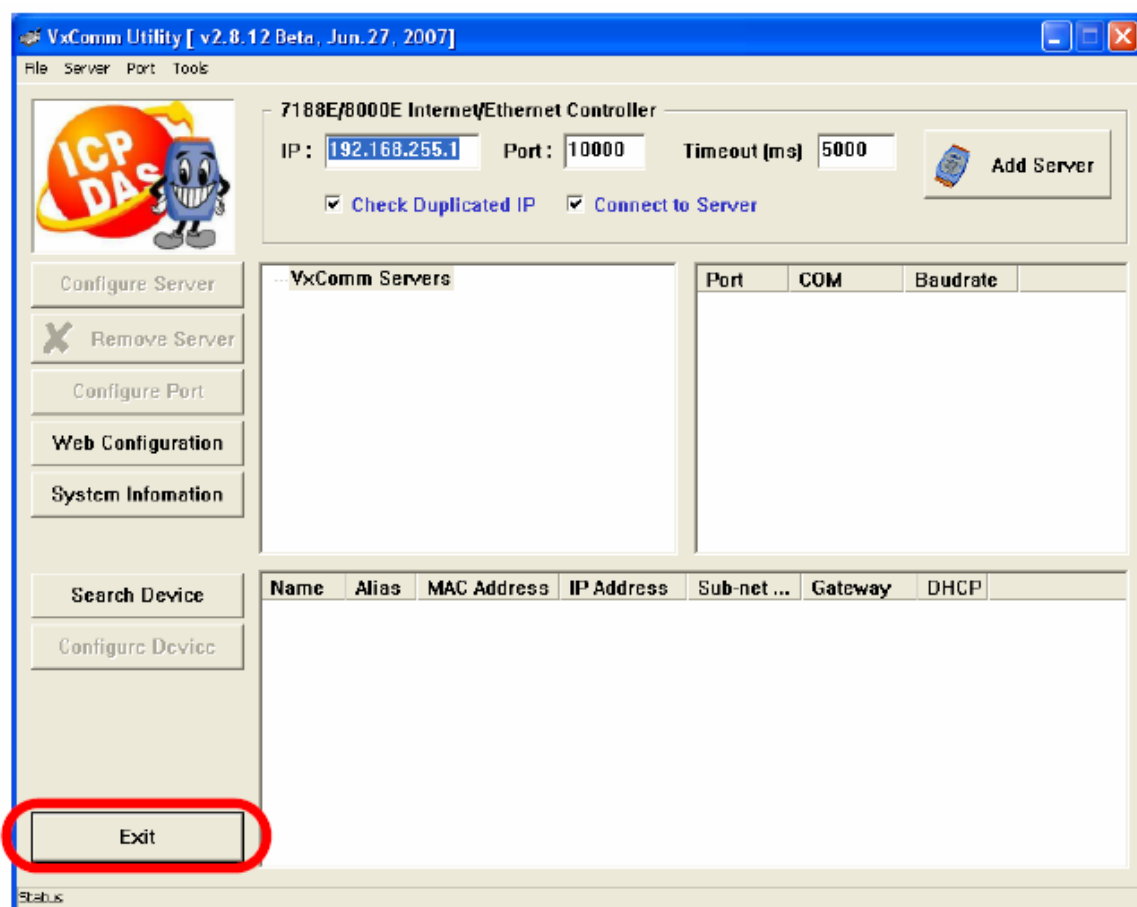 VxComm Utility [ v2.8.12 Beta, Jun.27, 2007]
File Server Port Tools
ICP
DAS
7188E/8000E Internet/Ethernet Controller
IP : 192.168.255.1 Port : 10000 Timeout (ms) 5000 Add Server
Check Duplicated IP Connect to Server
Configure Server
Remove Server
Configure Port
Web Configuration
System Infomation
VxComm Servers
Port COM Baudrate
Search Device
Configure Device
Name Alias MAC Address IP Address Sub-net ... Gateway DHCP
Exit
Status